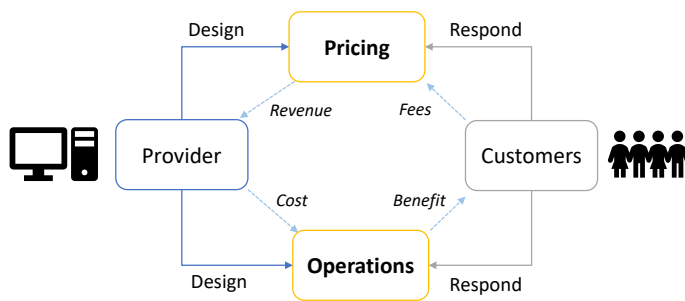 Design
Pricing
Respond
Revenue
Fees
Provider
Customers
Cost
Benefit
Operations
Design
Respond